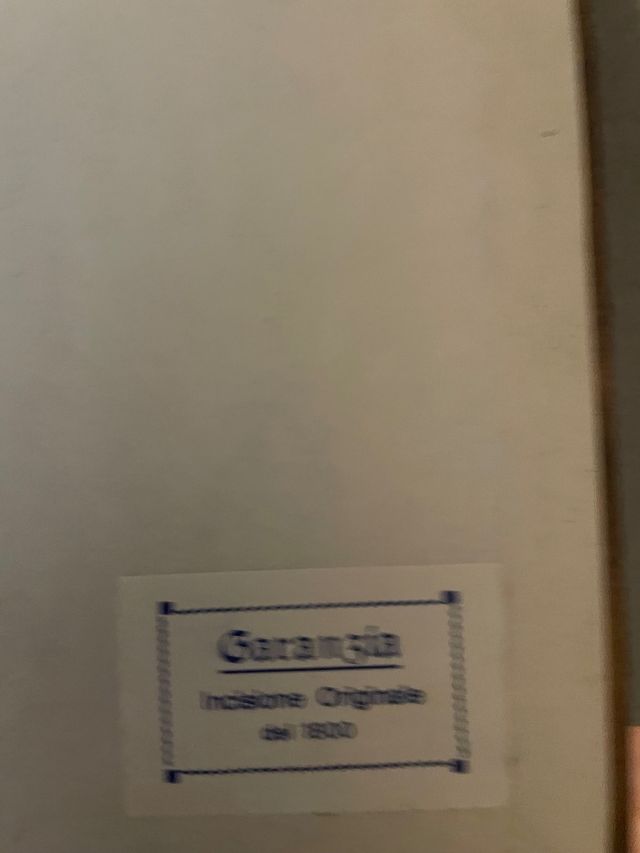 Garanzia
Incisione Originale
del 1800